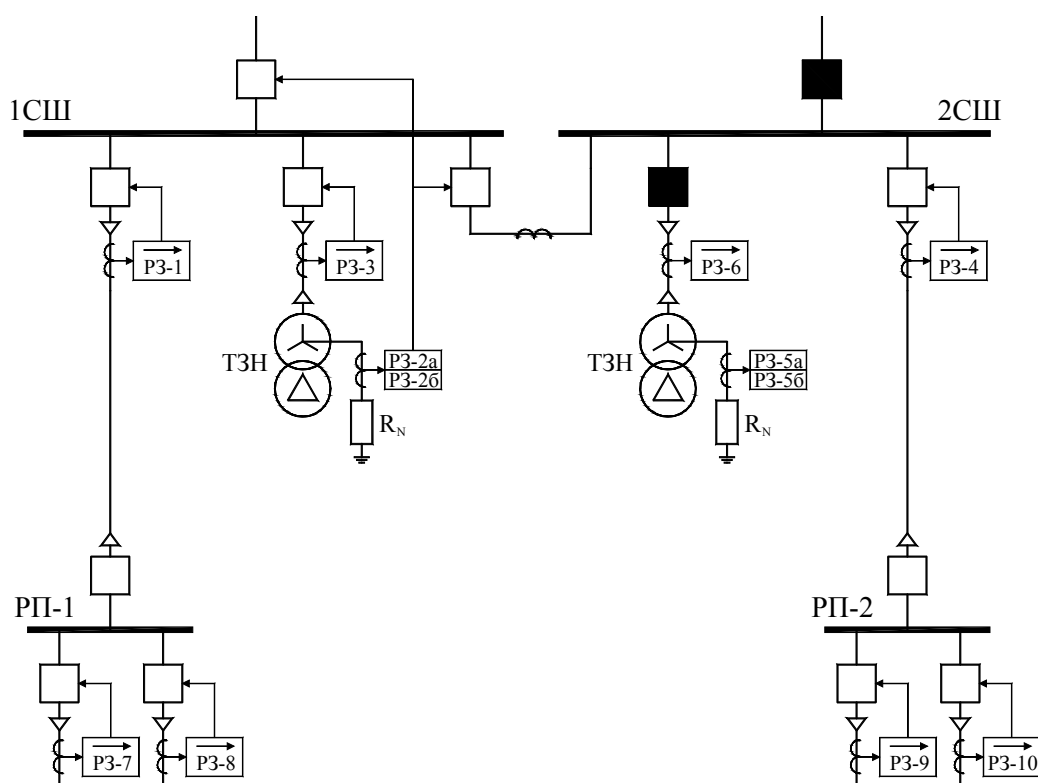 1СШ
2СШ
РЗ-1
РЗ-3
РЗ-6
РЗ-4
ТЗН
РЗ-2а
РЗ-2б
ТЗН
РЗ-5а
РЗ-5б
R_N
R_N
РП-1
РП-2
РЗ-7
РЗ-8
РЗ-9
РЗ-10